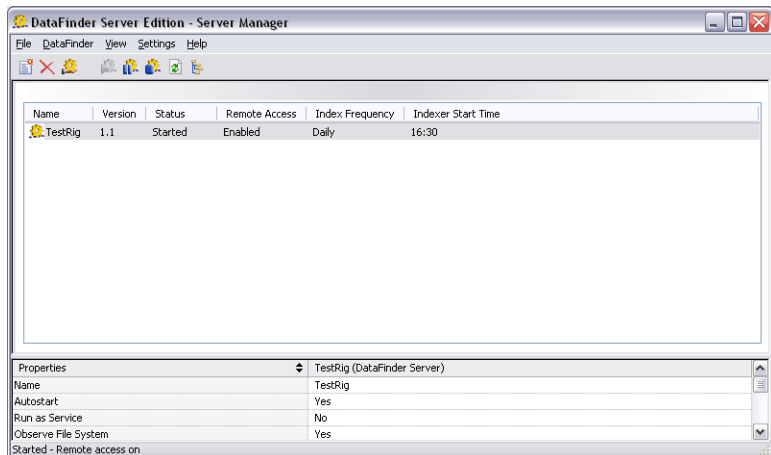 DataFinder Server Edition - Server Manager
File DataFinder View Settings Help
Name Version Status Remote Access Index Frequency Indexer Start Time
TestRig 1.1 Started Enabled Daily 16:30
Properties TestRig (DataFinder Server)
Name TestRig
Autostart Yes
Run as Service No
Observe File System Yes
Started - Remote access on